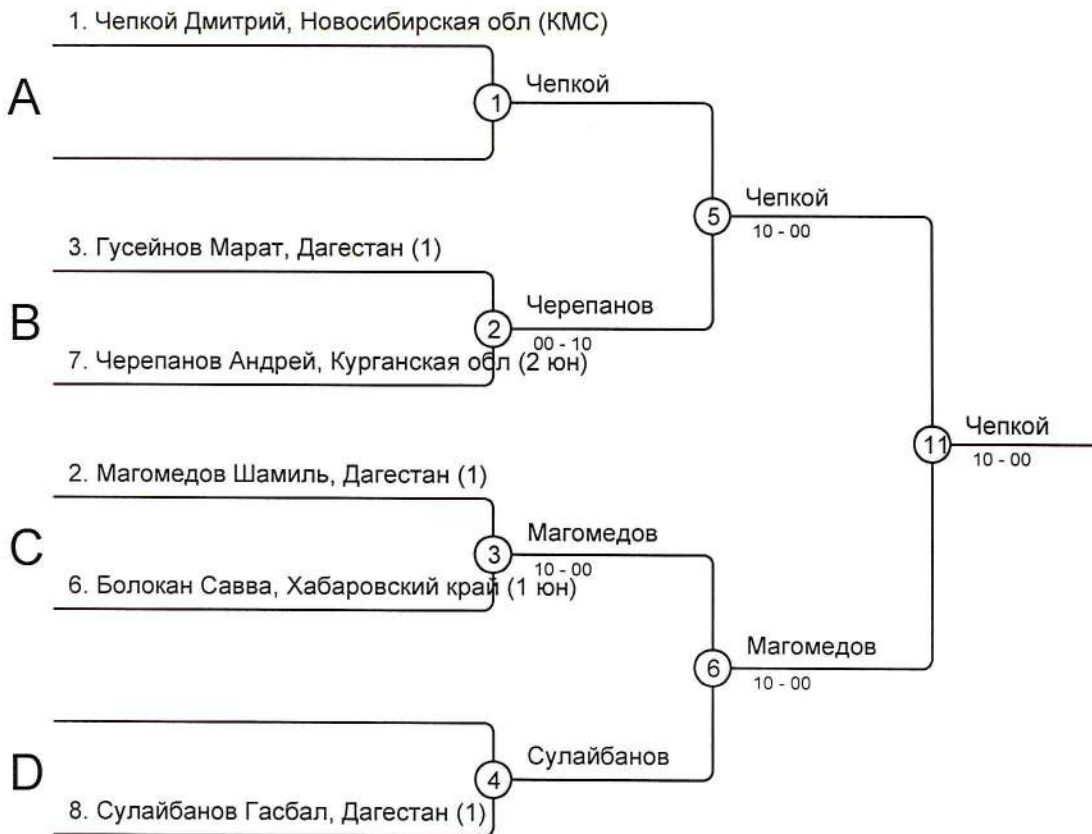 1. Чепкой Дмитрий, Новосибирская обл (КМС)
A
1
Чепкой
5
Чепкой
10 - 00
3. Гусейнов Марат, Дагестан (1)
B
2
Черепанов
00 - 10
7. Черепанов Андрей, Курганская обл (2 юн)
11
Чепкой
10 - 00
2. Магомедов Шамиль, Дагестан (1)
C
3
Магомедов
10 - 00
6. Болокан Савва, Хабаровский край (1 юн)
6
Магомедов
10 - 00
D
4
Сулайбанов
8. Сулайбанов Гасбал, Дагестан (1)